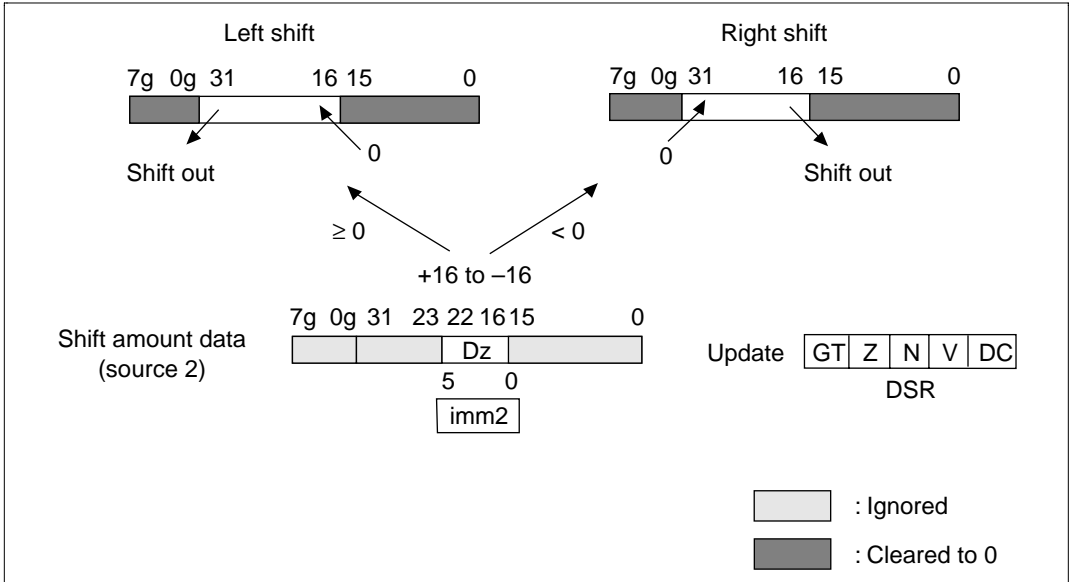 Left shift
Right shift
7g 0g 31 16 15 0
7g 0g 31 16 15 0
0
0
Shift out
Shift out
≥ 0
< 0
+16 to –16
7g 0g 31 23 22 16 15 0
Shift amount data
(source 2)
Dz
Update GT Z N V DC
5 0
DSR
imm2
: Ignored
: Cleared to 0